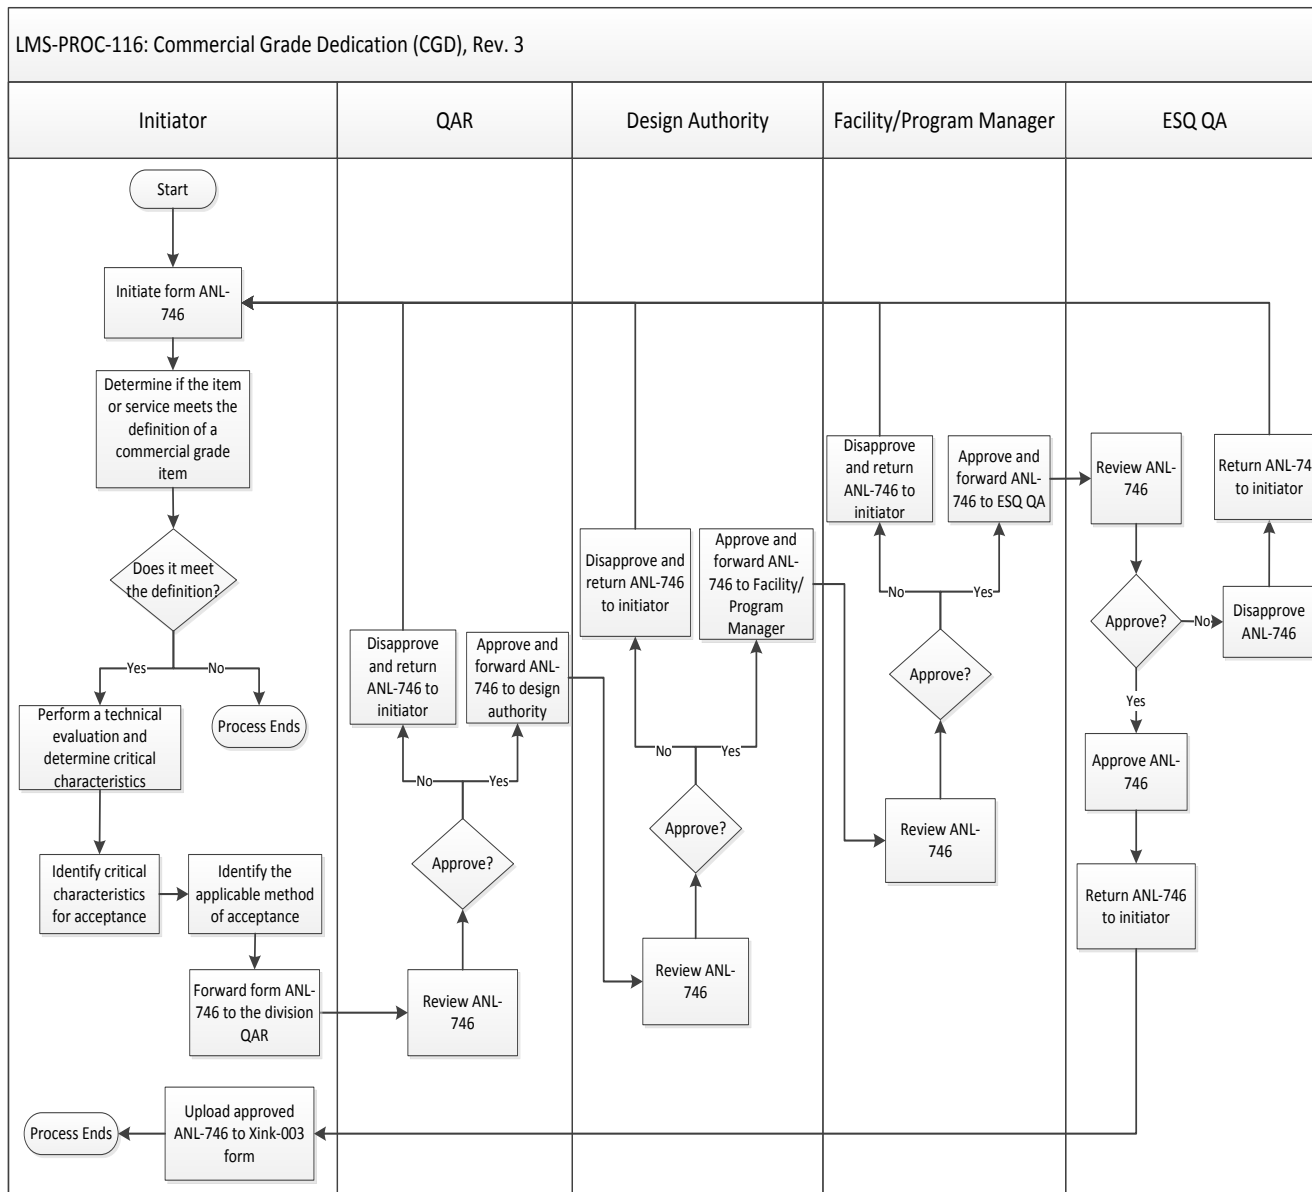 LMS-PROC-116: Commercial Grade Dedication (CGD), Rev. 3
Initiator
QAR
Design Authority
Facility/Program Manager
ESQ QA
Start
Initiate form ANL-
746
Determine if the item
or service meets the
definition of a
commercial grade
item
Does it meet
the definition?
Yes
No
Process Ends
Perform a technical
evaluation and
determine critical
characteristics
Identify critical
characteristics
for acceptance
Identify the
applicable method
of acceptance
Forward form ANL-
746 to the division
QAR
Upload approved
ANL-746 to Xink-003
form
Process Ends
Disapprove
and return
ANL-746 to
initiator
Approve and
forward ANL-
746 to design
authority
No
Yes
Approve?
Review ANL-
746
Disapprove and
return ANL-746
to initiator
Approve and
forward ANL-
746 to Facility/
Program
Manager
No
Yes
Approve?
Review ANL-
746
Disapprove
and return
ANL-746 to
initiator
Approve and
forward ANL-
746 to ESQ QA
No
Yes
Approve?
Review ANL-
746
Review ANL-
746
Return ANL-746
to initiator
Approve?
No
Disapprove
ANL-746
Yes
Approve ANL-
746
Return ANL-746
to initiator